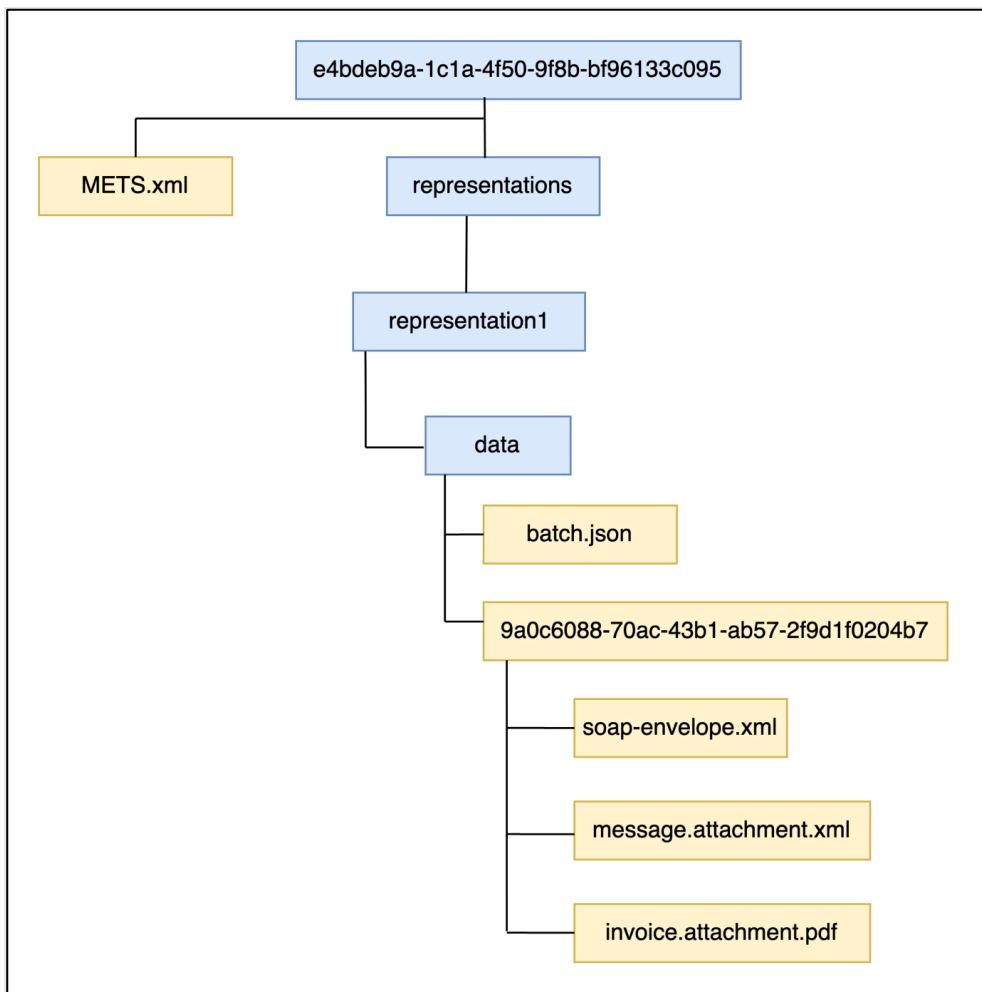 e4bdeb9a-1c1a-4f50-9f8b-bf96133c095
METS.xml
representations
representation1
data
batch.json
9a0c6088-70ac-43b1-ab57-2f9d1f0204b7
soap-envelope.xml
message.attachment.xml
invoice.attachment.pdf